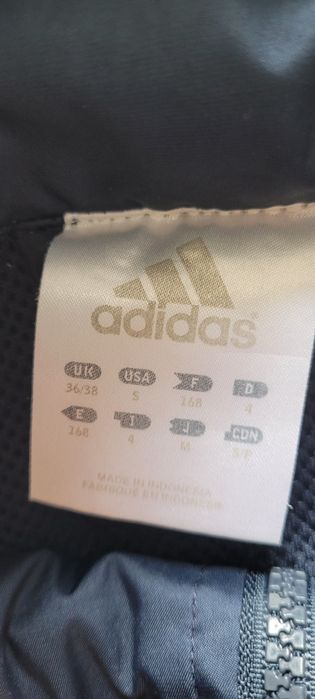 adidas
UK USA F D
36/38 S 168 4
E I J CDN
168 4 M S/P
MADE IN INDONESIA
FABRIQUÉ EN INDONÉSIE